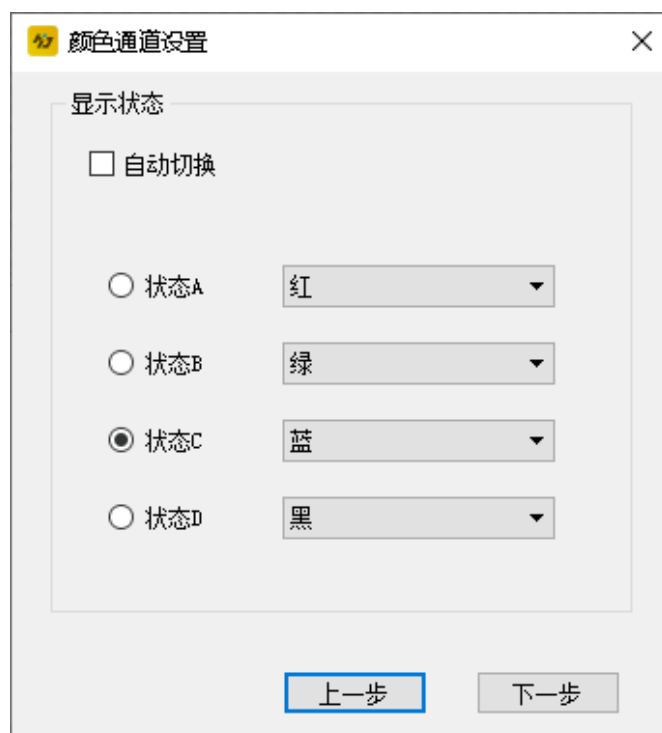 颜色通道设置
显示状态
自动切换
状态A 红
状态B 绿
状态C 蓝
状态D 黑
上一步 下一步